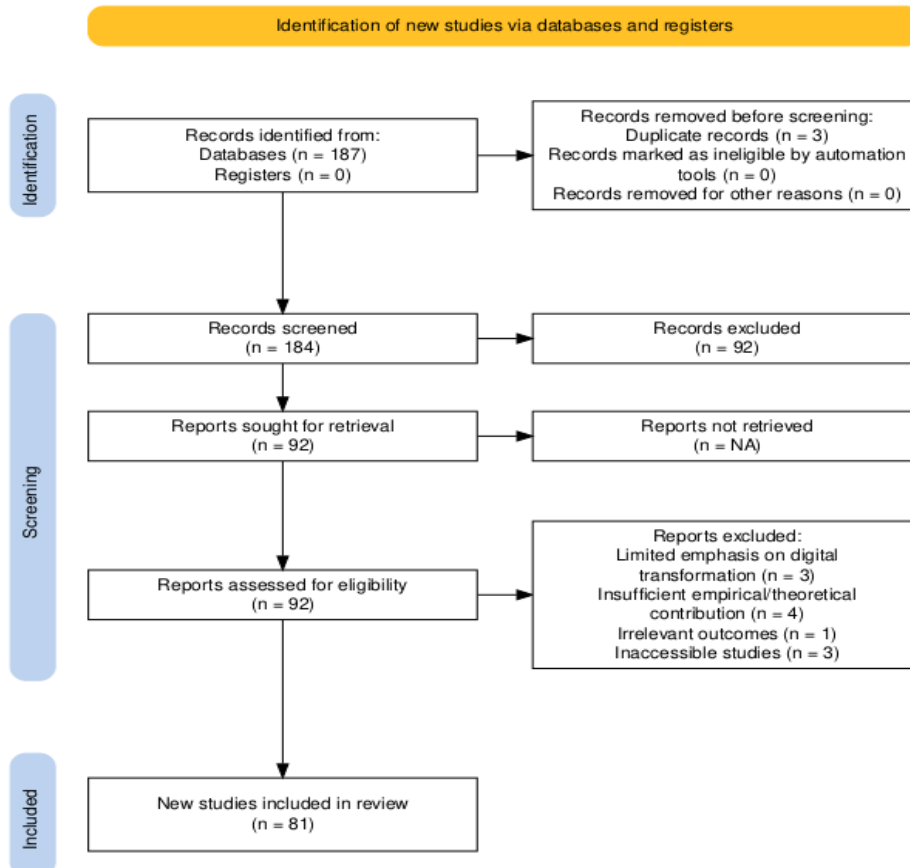 Identification of new studies via databases and registers
Identification
Records identified from:
Databases (n = 187)
Registers (n = 0)
Records removed before screening:
Duplicate records (n = 3)
Records marked as ineligible by automation
tools (n = 0)
Records removed for other reasons (n = 0)
Screening
Records screened
(n = 184)
Records excluded
(n = 92)
Reports sought for retrieval
(n = 92)
Reports not retrieved
(n = NA)
Reports assessed for eligibility
(n = 92)
Reports excluded:
Limited emphasis on digital
transformation (n = 3)
Insufficient empirical/theoretical
contribution (n = 4)
Irrelevant outcomes (n = 1)
Inaccessible studies (n = 3)
Included
New studies included in review
(n = 81)